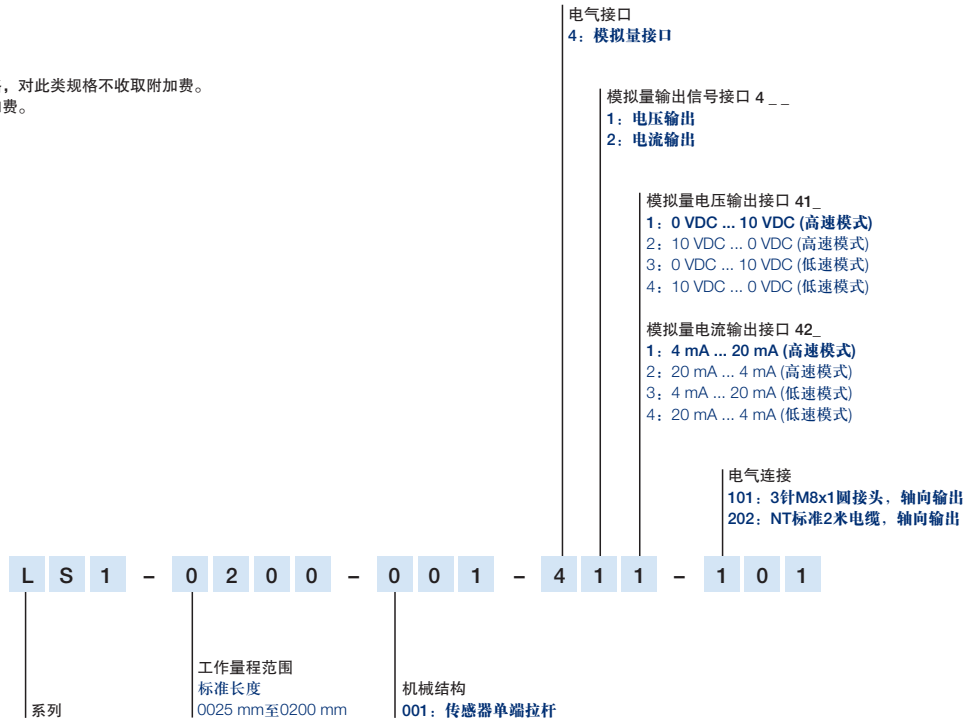 电气接口
4：模拟量接口
，对此类规格不收取附加费。
费。
模拟量输出信号接口 4 _ _
1：电压输出
2：电流输出
模拟量电压输出接口 41_
1：0 VDC ... 10 VDC (高速模式)
2：10 VDC ... 0 VDC (高速模式)
3：0 VDC ... 10 VDC (低速模式)
4：10 VDC ... 0 VDC (低速模式)
模拟量电流输出接口 42_
1：4 mA ... 20 mA (高速模式)
2：20 mA ... 4 mA (高速模式)
3：4 mA ... 20 mA (低速模式)
4：20 mA ... 4 mA (低速模式)
电气连接
101：3针M8x1圆接头，轴向输出
202：NT标准2米电缆，轴向输出
L S 1 – 0 2 0 0 – 0 0 1 – 4 1 1 – 1 0 1
系列
工作量程范围
标准长度
0025 mm至0200 mm
机械结构
001：传感器单端拉杆